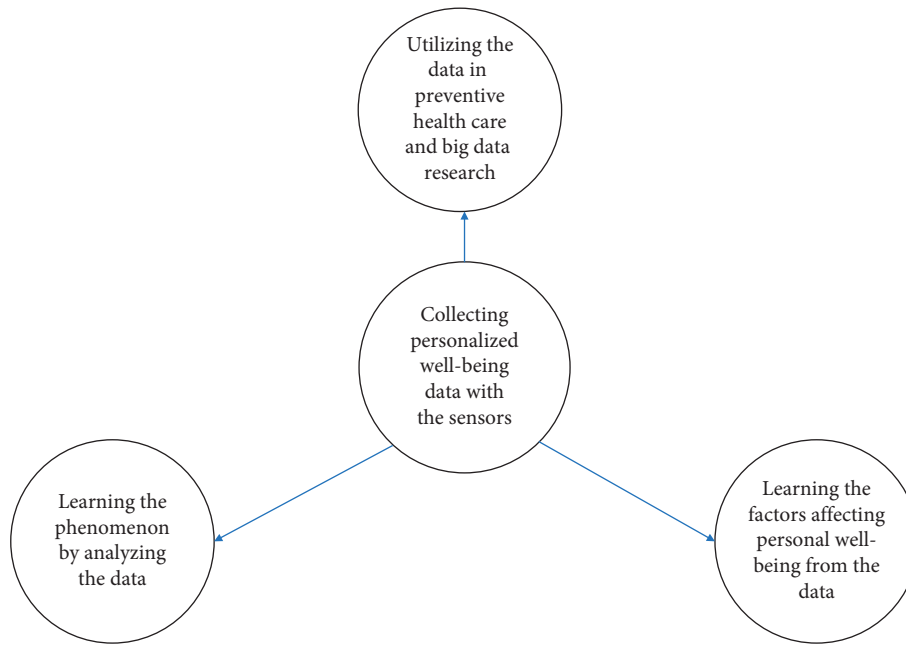 Utilizing the
data in
preventive
health care
and big data
research
Collecting
personalized
well-being
data with
the sensors
Learning the
phenomenon
by analyzing
the data
Learning the
factors affecting
personal well-
being from the
data